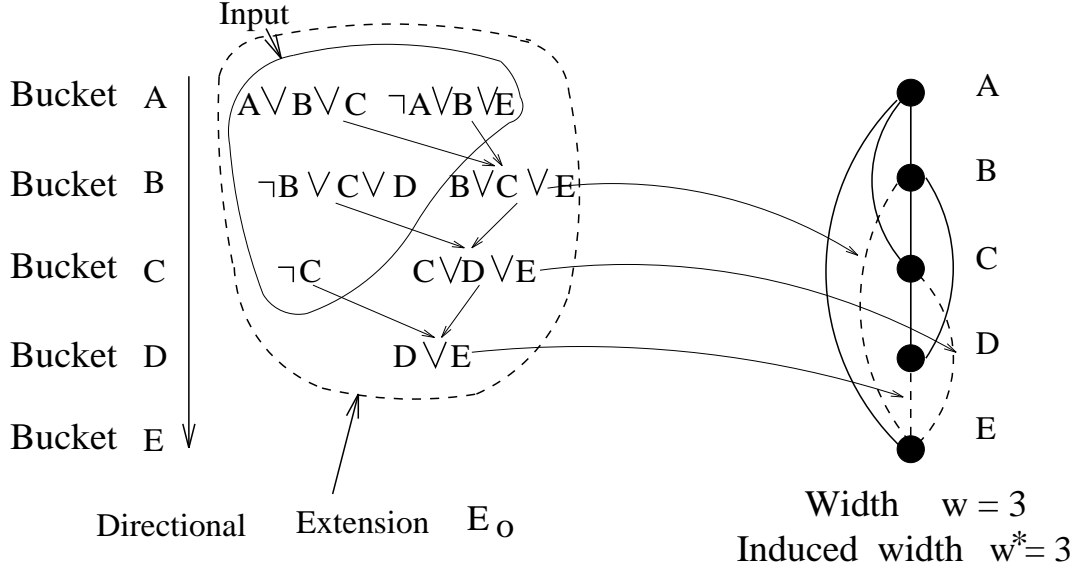 Input
Bucket A A∨B∨C ¬A∨B∨E A
Bucket B ¬B∨C∨D B∨C∨E B
Bucket C ¬C C∨D∨E C
Bucket D D∨E D
Bucket E E
Directional Extension E_o
Width w = 3
Induced width w* = 3